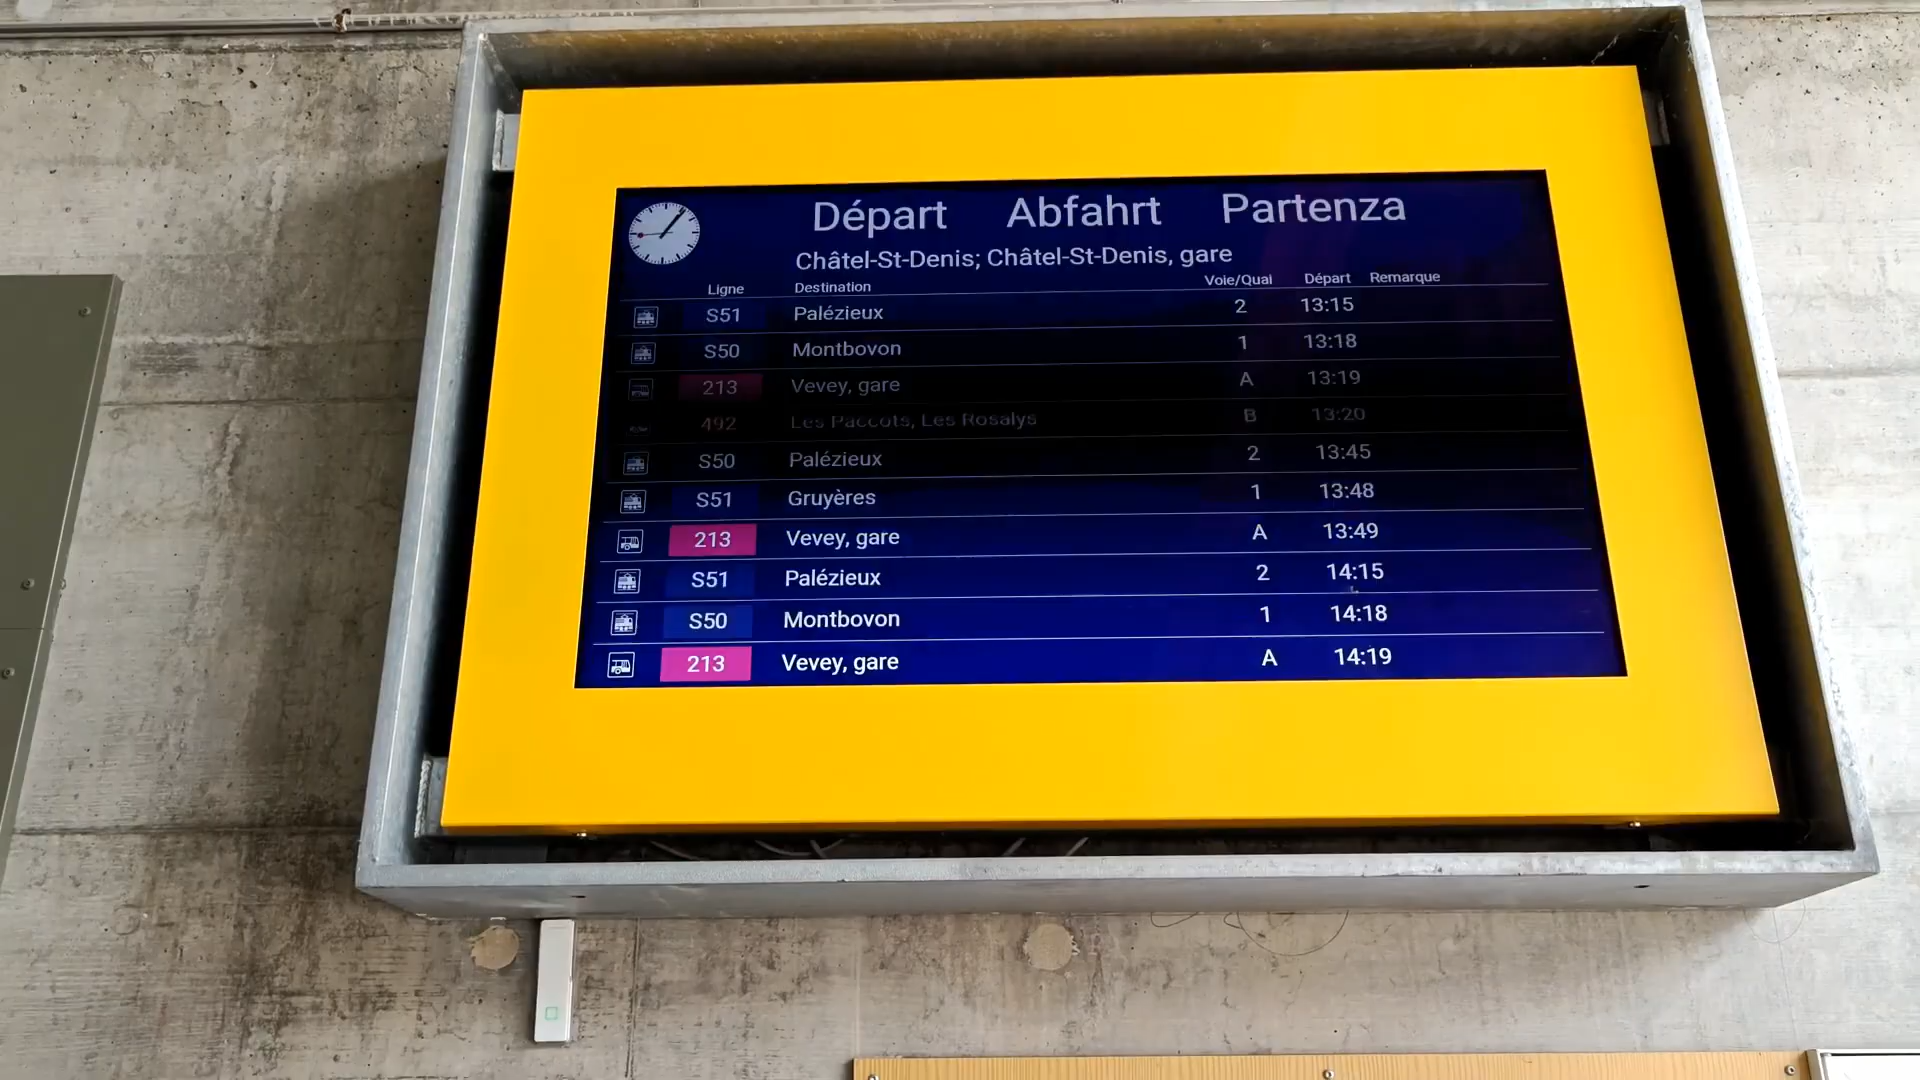 Départ Abfahrt Partenza
Châtel-St-Denis; Châtel-St-Denis, gare
Ligne Destination Voie/Quai Départ Remarque
S51 Palézieux 2 13:15
S50 Montbovon 1 13:18
213 Vevey, gare A 13:19
492 Les Paccots, Les Rosalys B 13:20
S50 Palézieux 2 13:45
S51 Gruyères 1 13:48
213 Vevey, gare A 13:49
S51 Palézieux 2 14:15
S50 Montbovon 1 14:18
213 Vevey, gare A 14:19